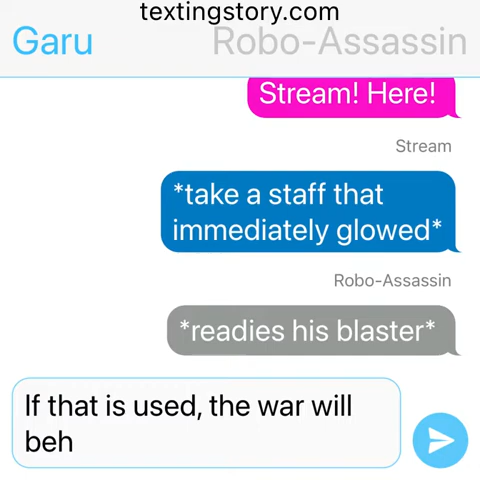 textingstory.com
Garu
Robo-Assassin
Stream! Here!
Stream
*take a staff that
immediately glowed*
Robo-Assassin
*readies his blaster*
If that is used, the war will
beh